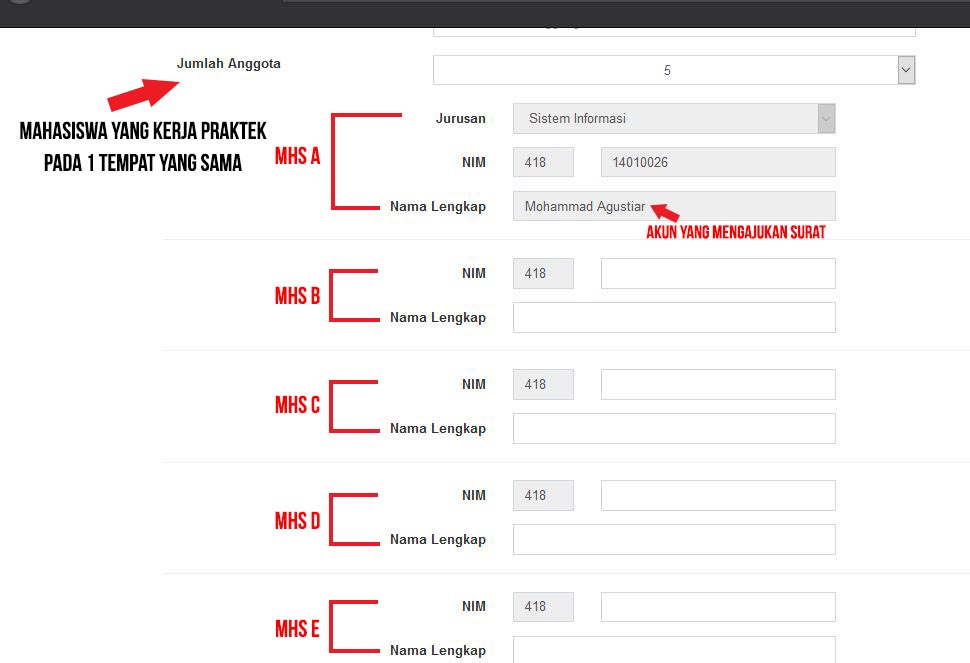 Jumlah Anggota
5
MAHASISWA YANG KERJA PRAKTEK
PADA 1 TEMPAT YANG SAMA
MHS A
Jurusan Sistem Informasi
NIM 418 14010026
Nama Lengkap Mohammad Agustiar
AKUN YANG MENGAJUKAN SURAT
MHS B
NIM 418
Nama Lengkap
MHS C
NIM 418
Nama Lengkap
MHS D
NIM 418
Nama Lengkap
MHS E
NIM 418
Nama Lengkap